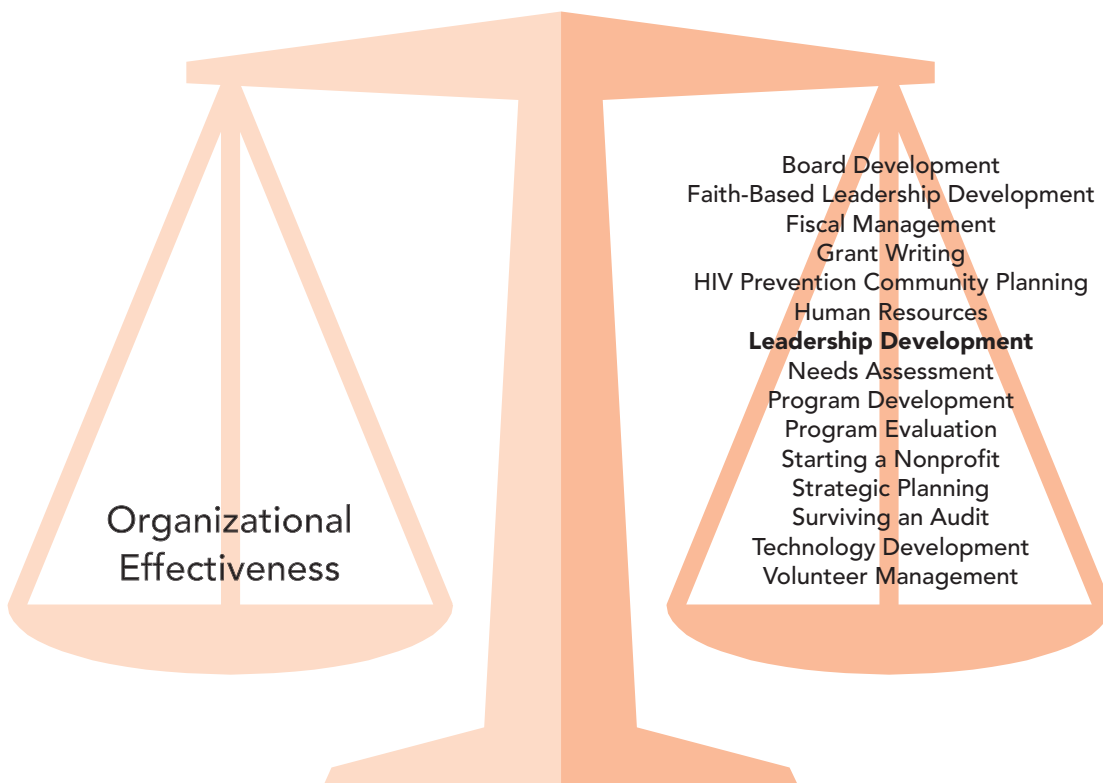 Board Development
Faith-Based Leadership Development
Fiscal Management
Grant Writing
HIV Prevention Community Planning
Human Resources
Leadership Development
Needs Assessment
Program Development
Program Evaluation
Starting a Nonprofit
Strategic Planning
Surviving an Audit
Technology Development
Volunteer Management
Organizational
Effectiveness